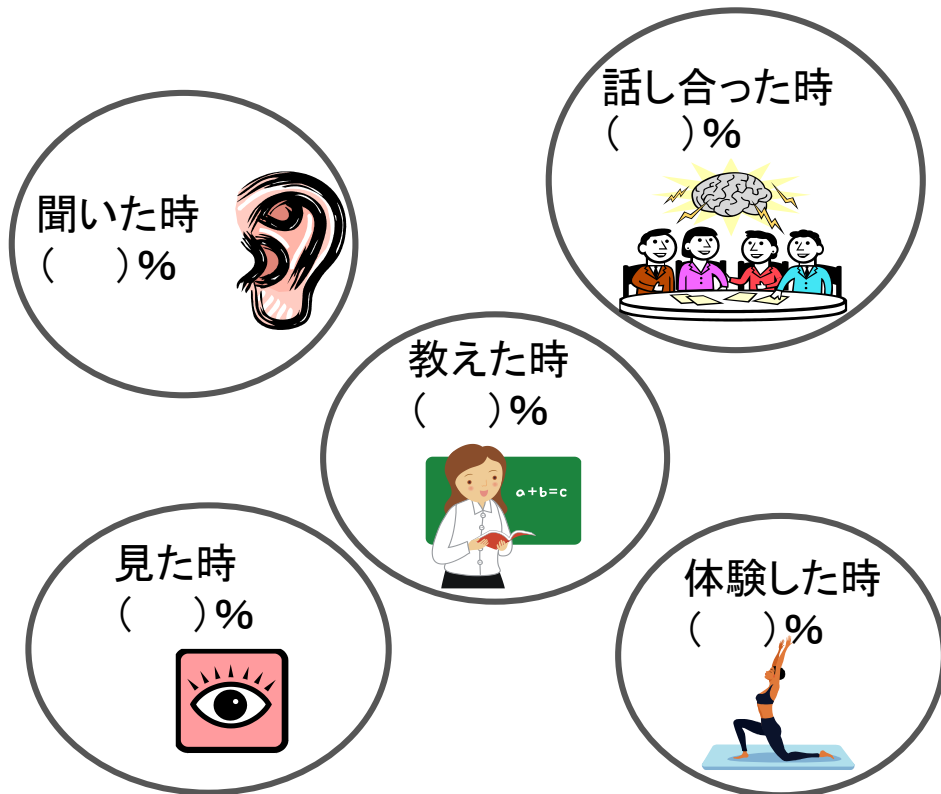 話し合った時
（　　）%
聞いた時
（　　）%
教えた時
（　　）%
a+b=c
見た時
（　　）%
体験した時
（　　）%